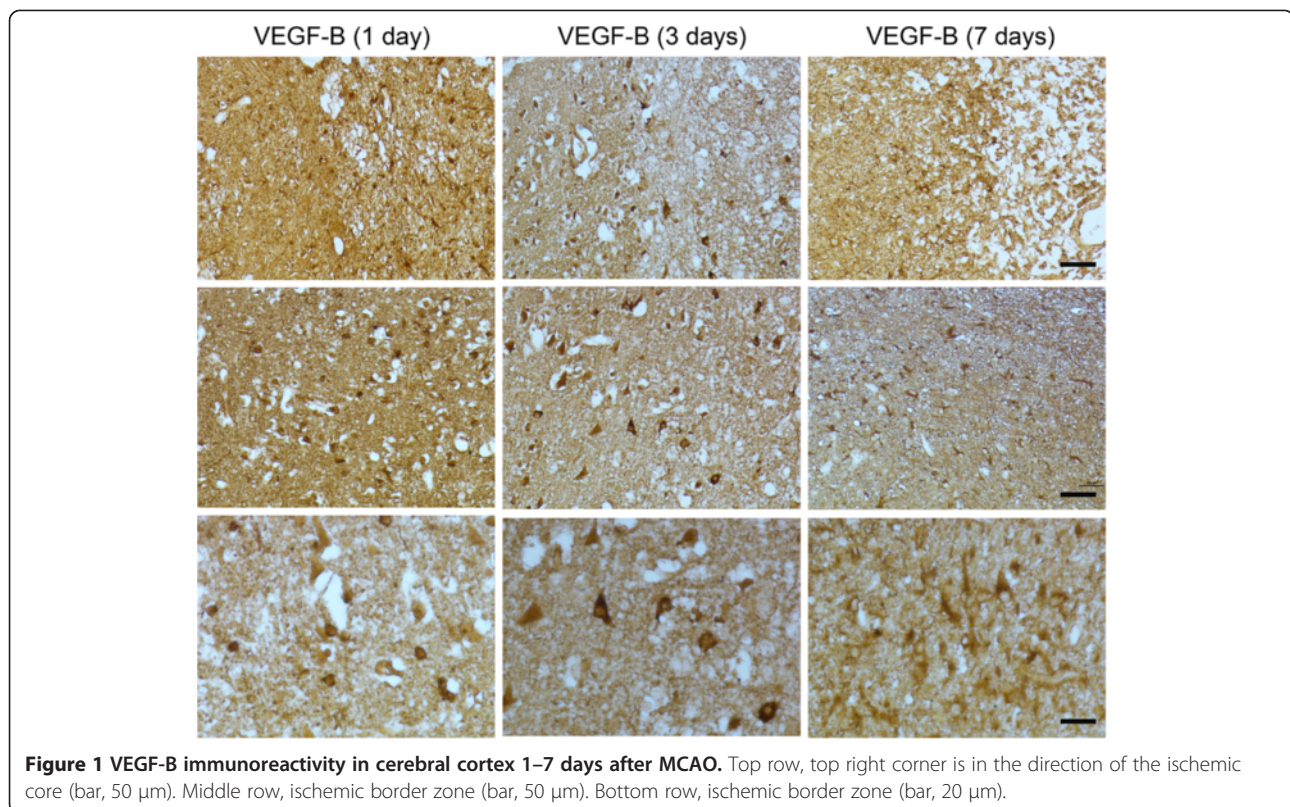 VEGF-B (1 day) VEGF-B (3 days) VEGF-B (7 days)
Figure 1 VEGF-B immunoreactivity in cerebral cortex 1–7 days after MCAO. Top row, top right corner is in the direction of the ischemic
core (bar, 50 μm). Middle row, ischemic border zone (bar, 50 μm). Bottom row, ischemic border zone (bar, 20 μm).